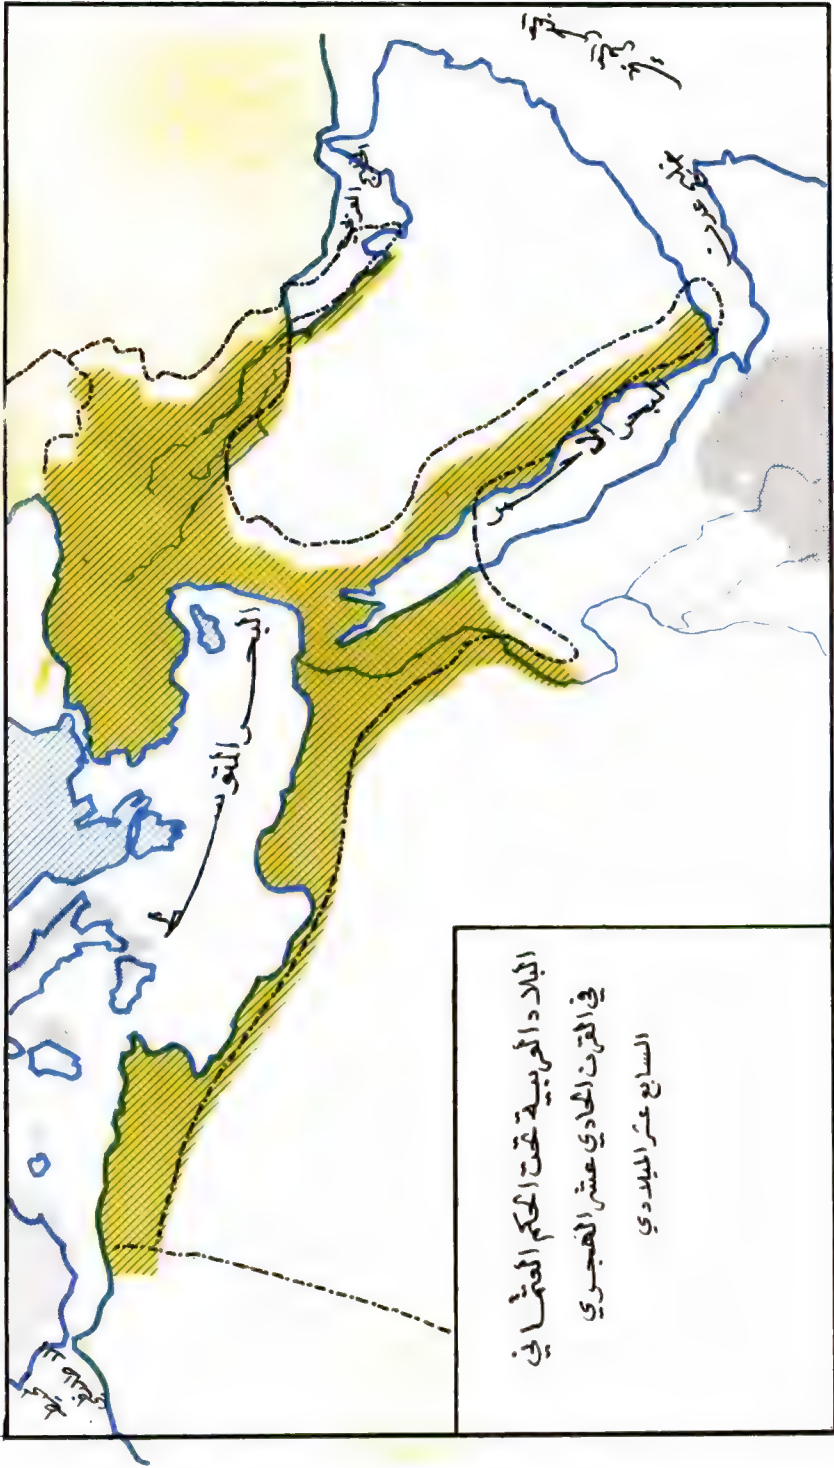 البلاد العربية تحت الحكم العثماني
في القرن الحادي عشر الهجري
السابع عشر الميلادي
البحر المتوسط
البحر الأحمر
الخليج العربي
خليج عدن